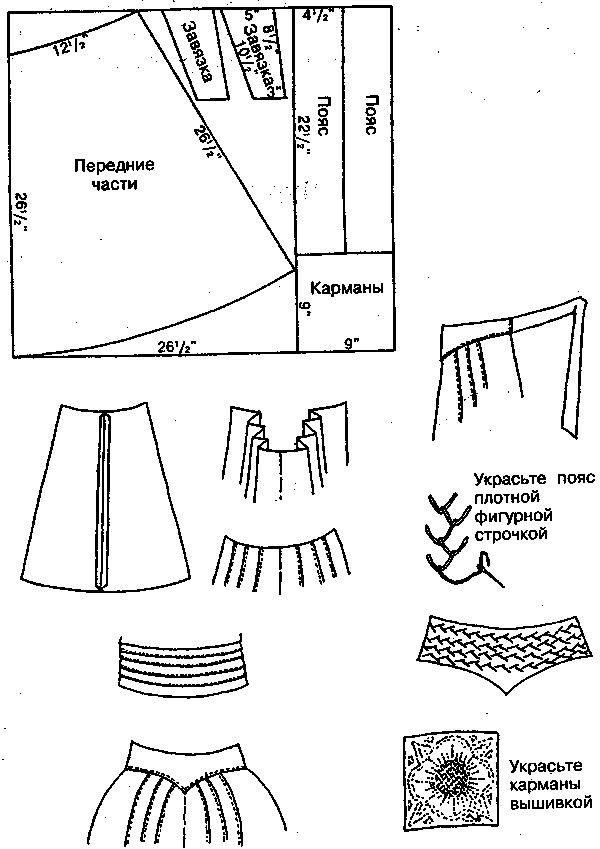 12½"
Завязка
5"
8½"
Завязка
10½"
4½"
Пояс
22½"
Пояс
26½"
Передние
части
26½"
Карманы
9"
26½"
9"
Украсьте пояс
плотной
фигурной
строчкой
Украсьте
карманы
вышивкой